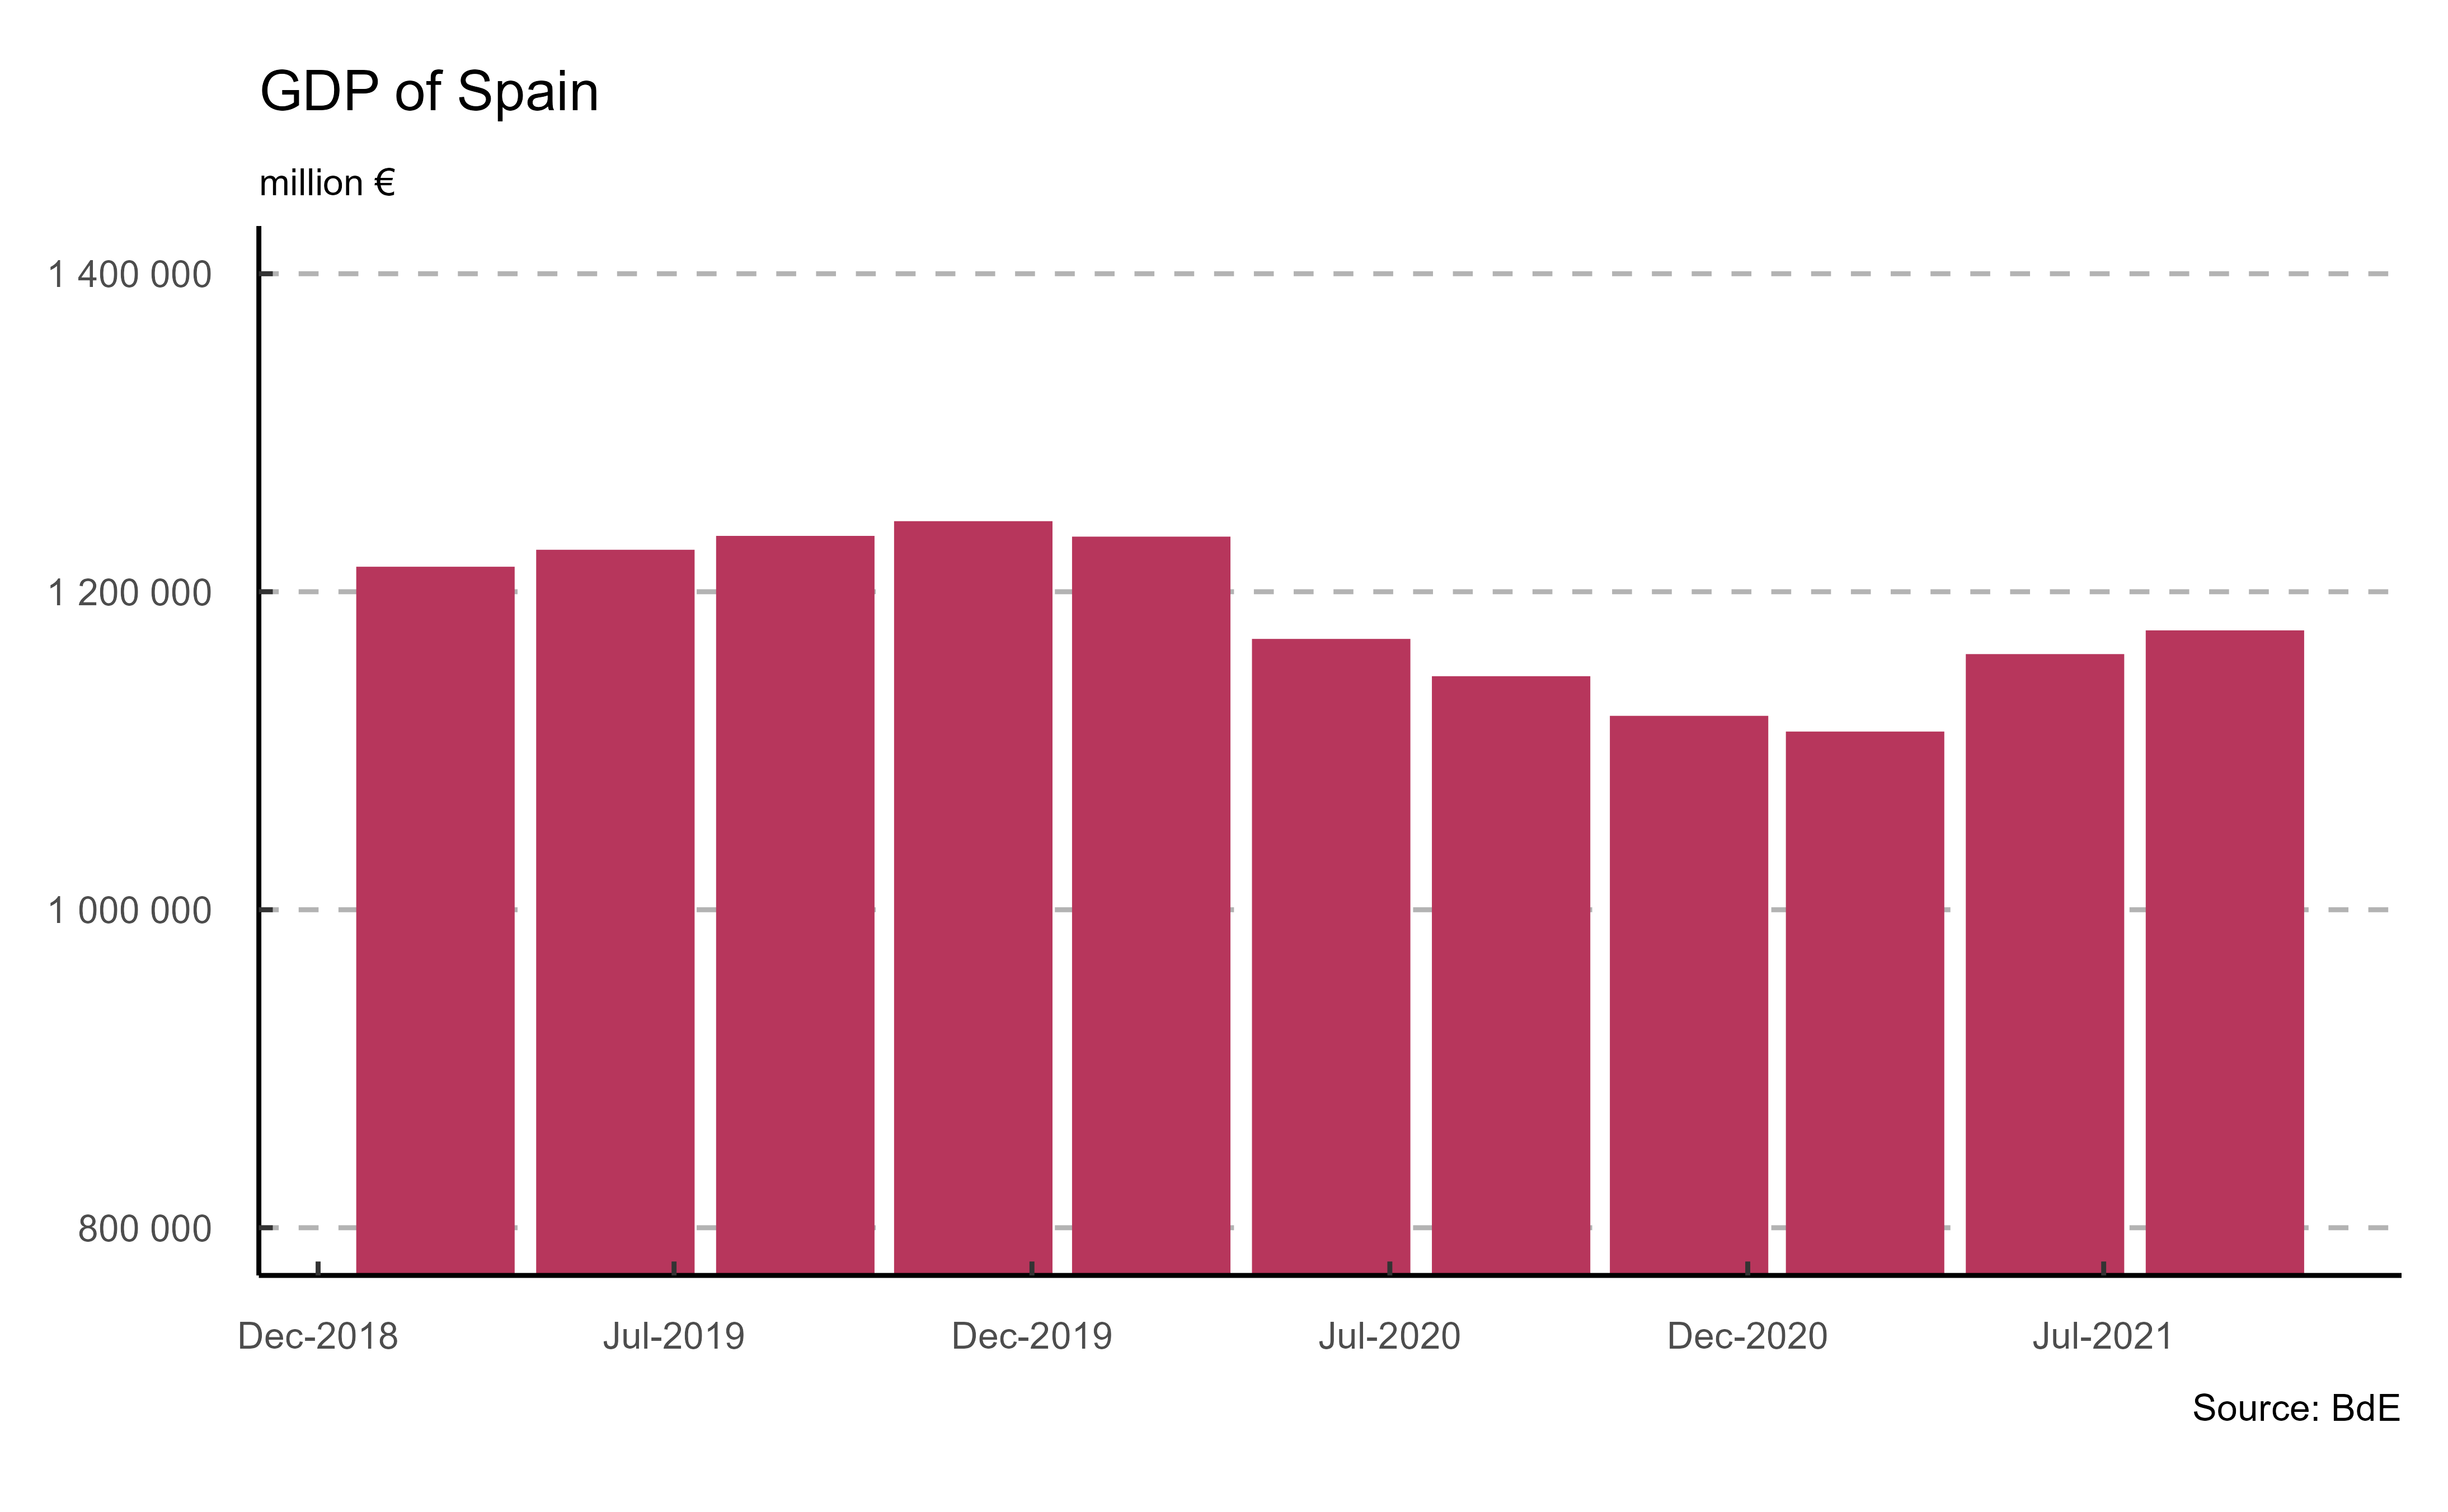 GDP of Spain
million €
1 400 000
1 200 000
1 000 000
800 000
Dec-2018 Jul-2019 Dec-2019 Jul-2020 Dec-2020 Jul-2021
Source: BdE